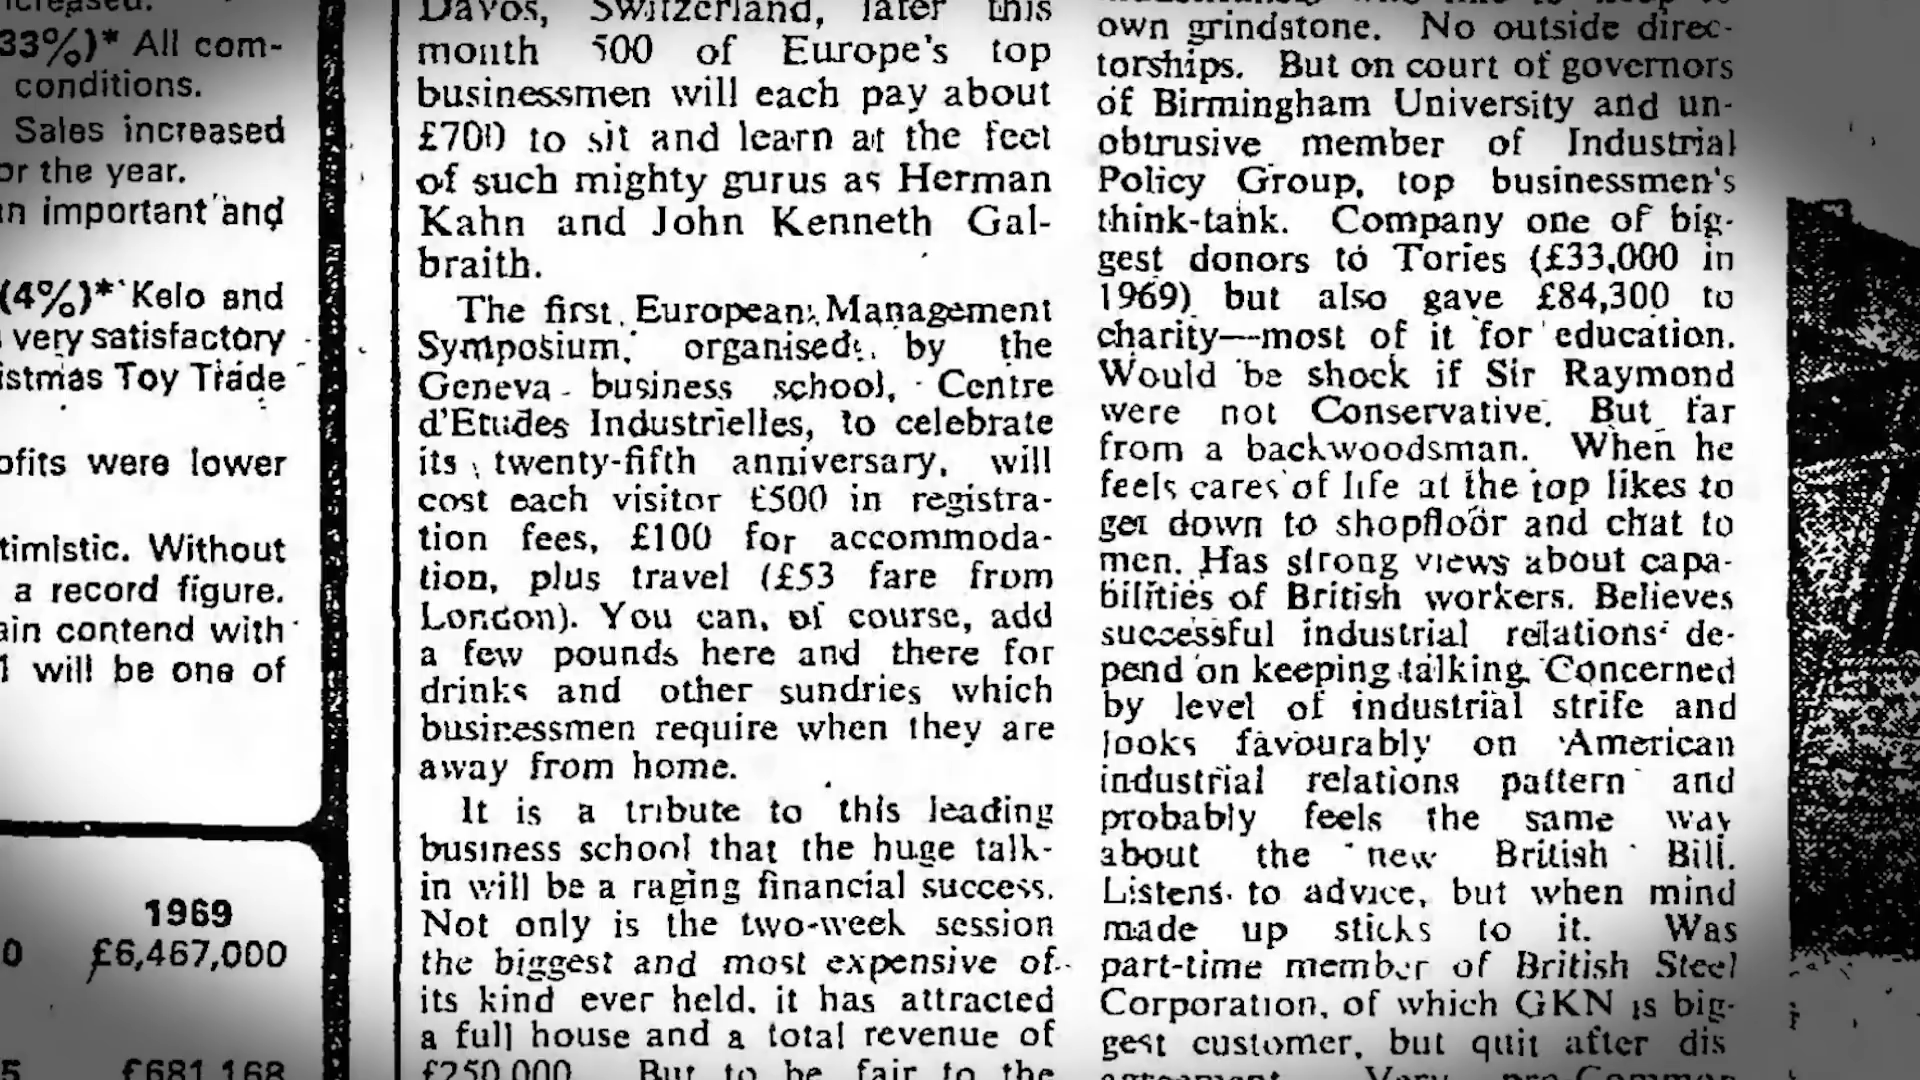 33%)* All com-
conditions.
Sales increased
or the year.
n important and
(4%)* Kelo and
very satisfactory
istmas Toy Trade
ofits were lower
timistic. Without
a record figure.
ain contend with
will be one of
1969
0 £6,467,000
5 £681,168
Davos, Switzerland, later this
month 500 of Europe's top
businessmen will each pay about
£700 to sit and learn at the feet
of such mighty gurus as Herman
Kahn and John Kenneth Gal-
braith.
The first European Management
Symposium, organised by the
Geneva business school, Centre
d'Etudes Industrielles, to celebrate
its twenty-fifth anniversary, will
cost each visitor £500 in registra-
tion fees, £100 for accommoda-
tion, plus travel (£53 fare from
London). You can, of course, add
a few pounds here and there for
drinks and other sundries which
businessmen require when they are
away from home.
It is a tribute to this leading
business school that the huge talk-
in will be a raging financial success.
Not only is the two-week session
the biggest and most expensive of
its kind ever held, it has attracted
a full house and a total revenue of
£250,000. But to be fair to the
own grindstone. No outside direc-
torships. But on court of governors
of Birmingham University and un-
obtrusive member of Industrial
Policy Group, top businessmen's
think-tank. Company one of big-
gest donors to Tories (£33,000 in
1969) but also gave £84,300 to
charity—most of it for education.
Would be shock if Sir Raymond
were not Conservative. But far
from a backwoodsman. When he
feels cares of life at the top likes to
get down to shopfloor and chat to
men. Has strong views about capa-
bilities of British workers. Believes
successful industrial relations de-
pend on keeping talking. Concerned
by level of industrial strife and
looks favourably on American
industrial relations pattern and
probably feels the same way
about the new British Bill.
Listens to advice, but when mind
made up sticks to it. Was
part-time member of British Steel
Corporation, of which GKN is big-
gest customer, but quit after dis